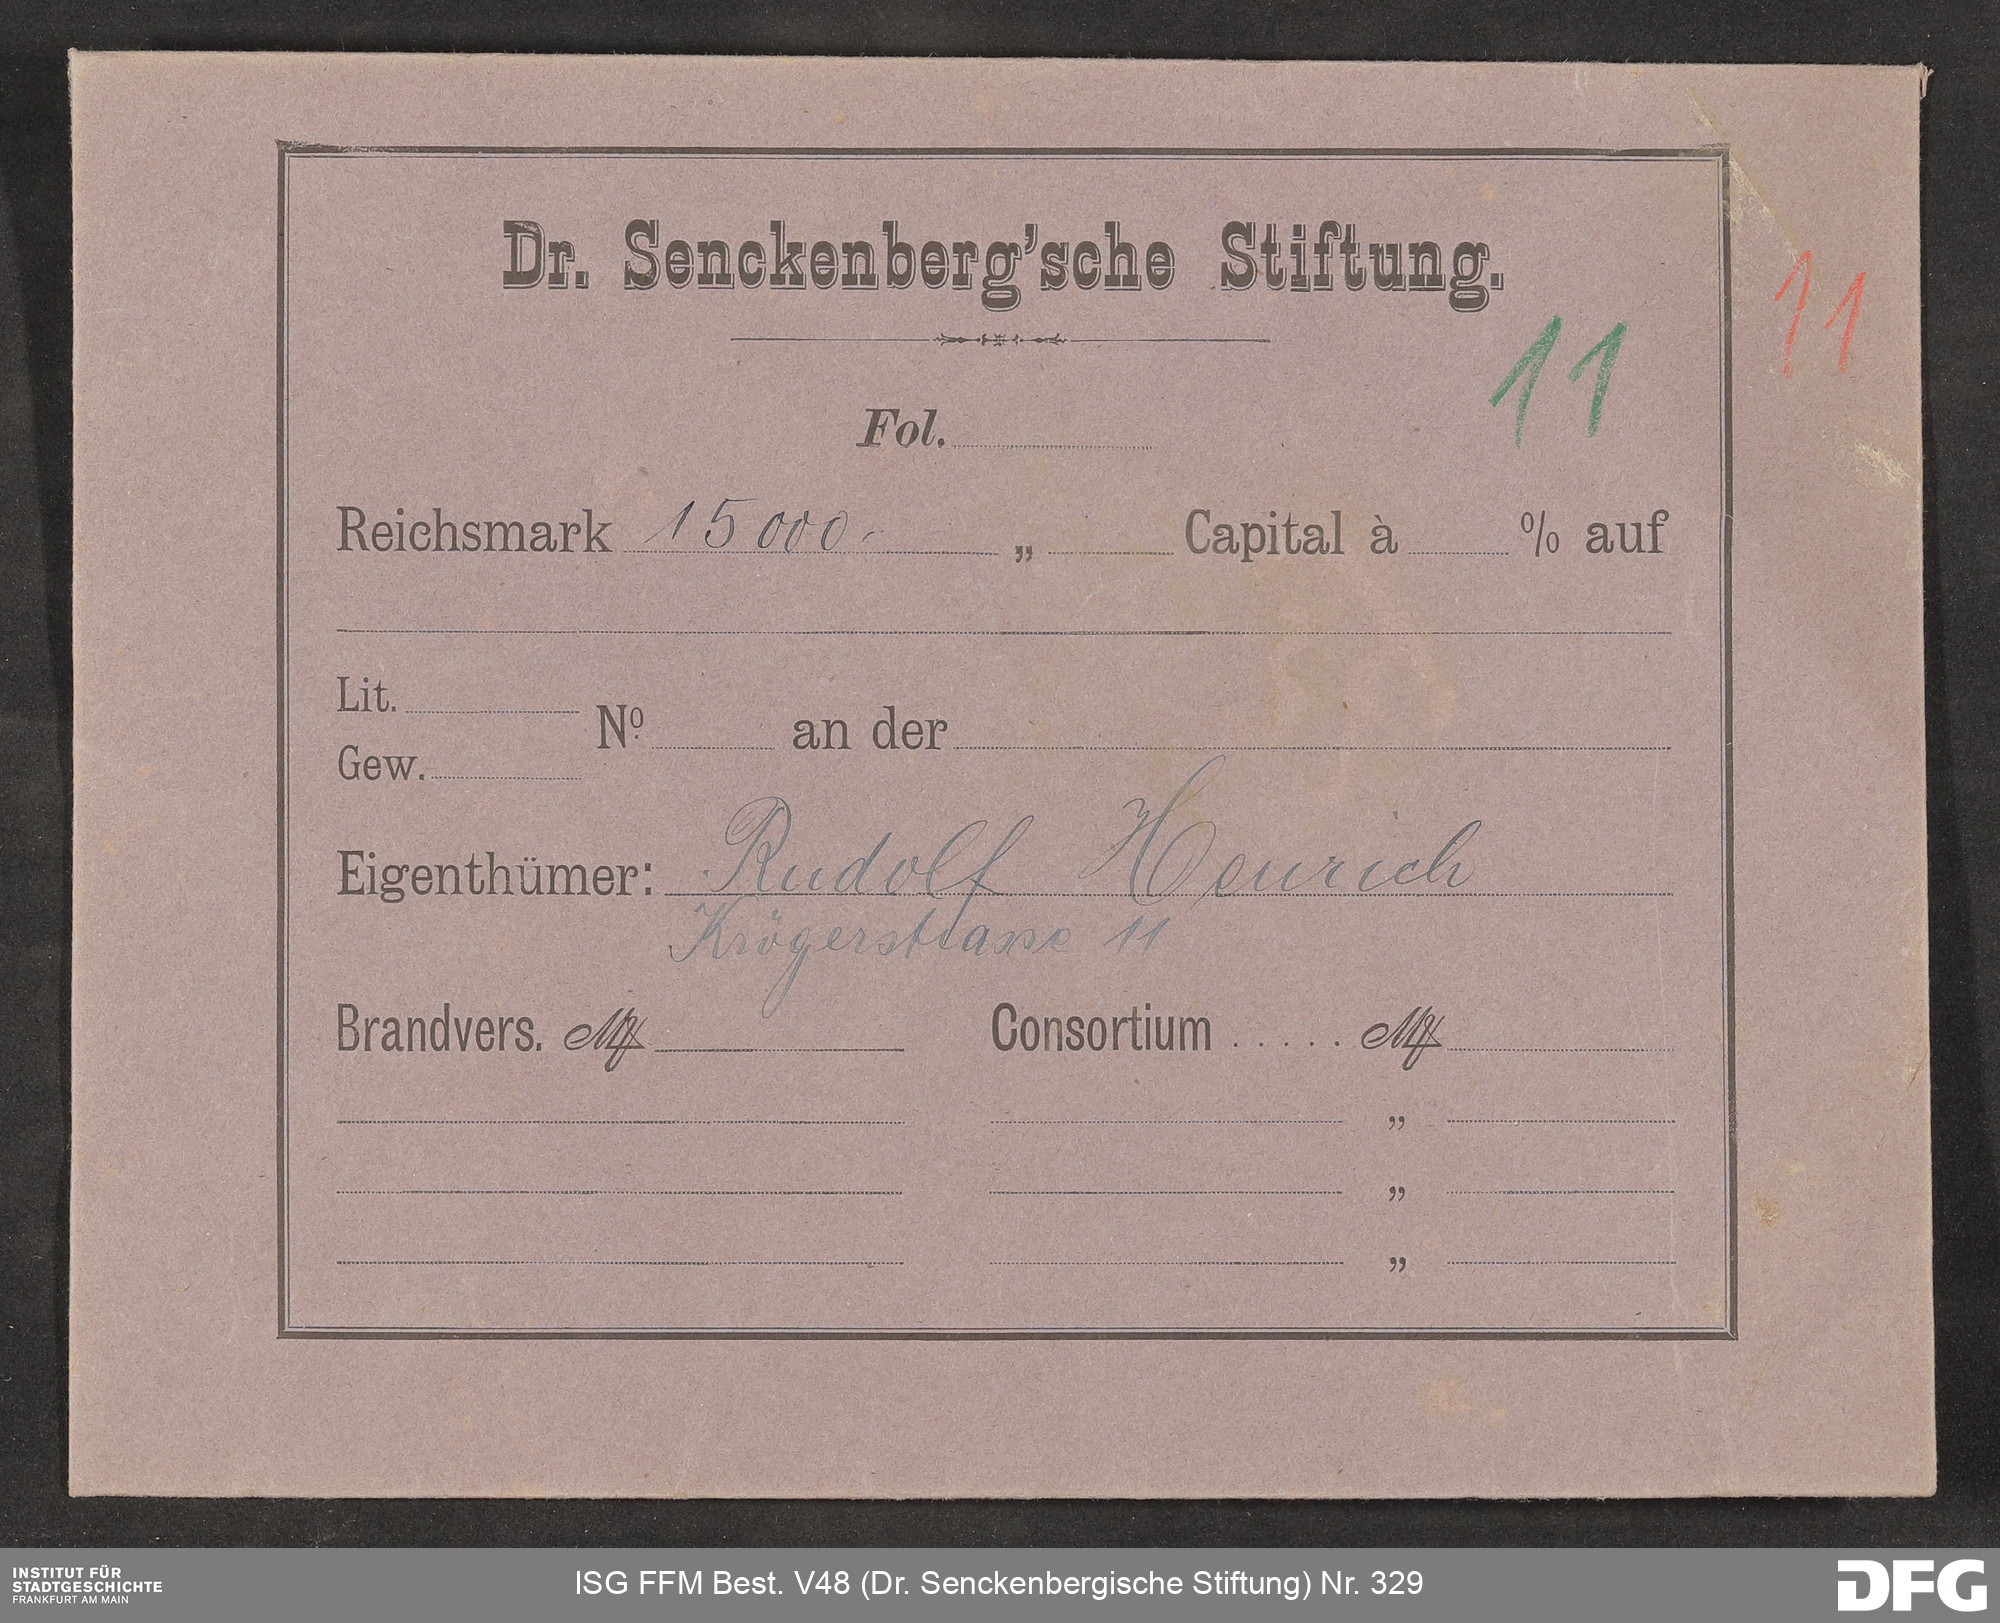 Dr. Senckenberg'sche Stiftung.
11
11
Fol.
Reichsmark 15000.- „ Capital à % auf
Lit.
Gew.
Nº an der
Eigenthümer: Rudolf Henrich
Krögerstrasse 11
Brandvers. ℳ Consortium ..... ℳ
„
„
„
INSTITUT FÜR
STADTGESCHICHTE
FRANKFURT AM MAIN
ISG FFM Best. V48 (Dr. Senckenbergische Stiftung) Nr. 329
DFG